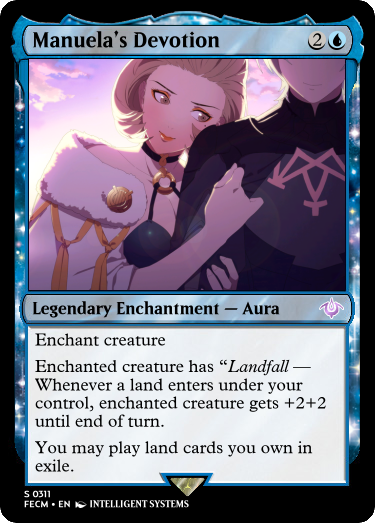 Manuela's Devotion 2
Legendary Enchantment — Aura
Enchant creature
Enchanted creature has “Landfall —
Whenever a land enters under your
control, enchanted creature gets +2+2
until end of turn.
You may play land cards you own in
exile.
S 0311
FECM • EN INTELLIGENT SYSTEMS